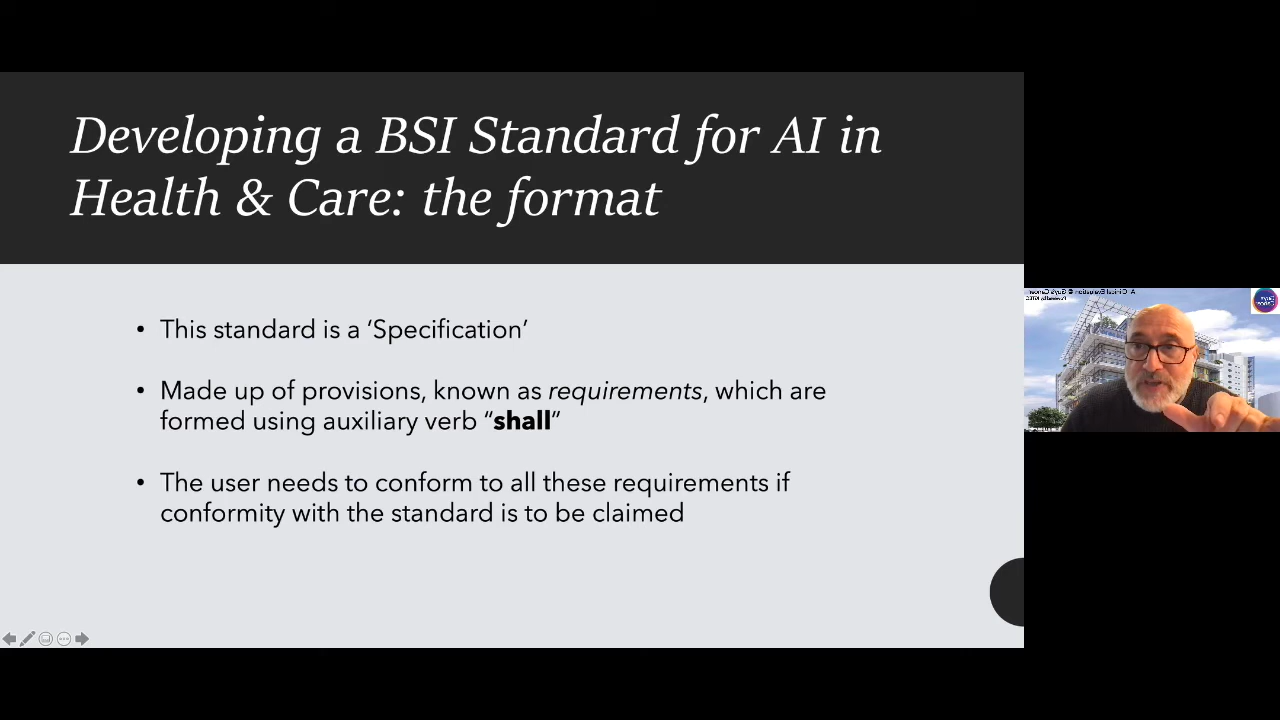 Developing a BSI Standard for AI in
Health & Care: the format
• This standard is a ‘Specification’
• Made up of provisions, known as requirements, which are
formed using auxiliary verb “shall”
• The user needs to conform to all these requirements if
conformity with the standard is to be claimed